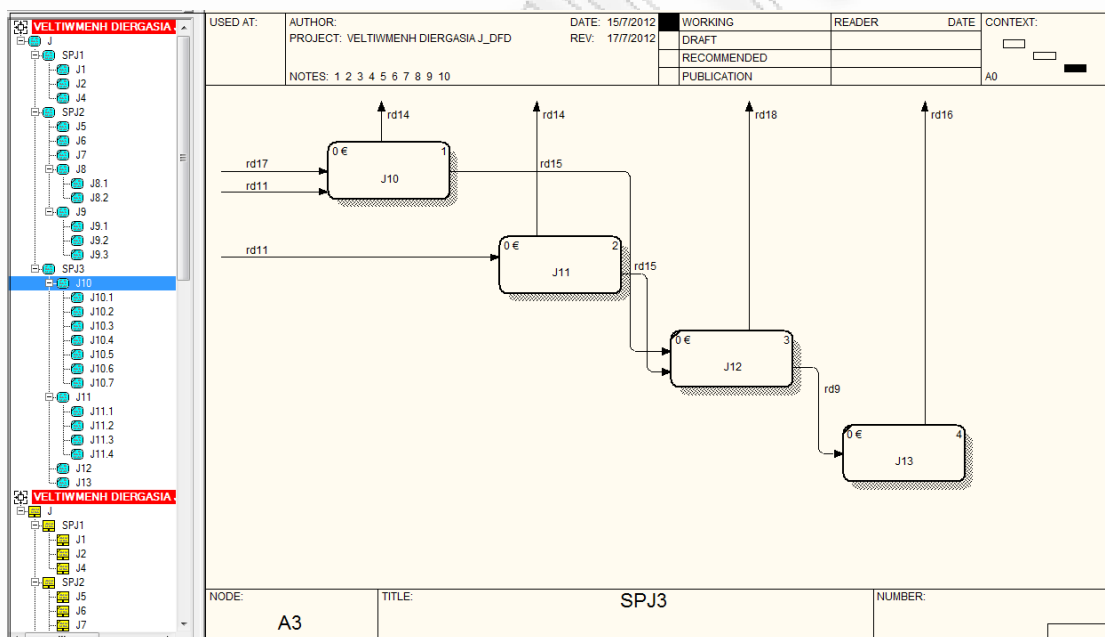 VELTIWMENH DIERGASIA J
J
SPJ1
J1
J2
J4
SPJ2
J5
J6
J7
J8
J8.1
J8.2
J9
J9.1
J9.2
J9.3
SPJ3
J10
J10.1
J10.2
J10.3
J10.4
J10.5
J10.6
J10.7
J11
J11.1
J11.2
J11.3
J11.4
J12
J13
VELTIWMENH DIERGASIA J
J
SPJ1
J1
J2
J4
SPJ2
J5
J6
J7
USED AT:
AUTHOR: DATE: 15/7/2012
PROJECT: VELTIWMENH DIERGASIA J_DFD REV: 17/7/2012
NOTES: 1 2 3 4 5 6 7 8 9 10
WORKING
DRAFT
RECOMMENDED
PUBLICATION
READER DATE
CONTEXT:
A0
rd14 rd14 rd18 rd16
0 € 1
J10
rd17
rd11
rd15
0 € 2
J11
rd11
rd15
0 € 3
J12
rd9
0 € 4
J13
NODE: TITLE: NUMBER:
A3 SPJ3